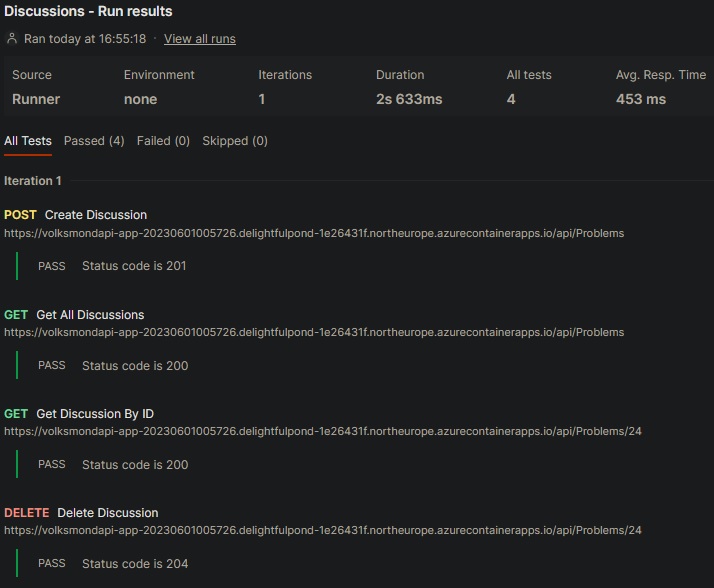 Discussions - Run results
Ran today at 16:55:18 · View all runs
Source Environment Iterations Duration All tests Avg. Resp. Time
Runner none 1 2s 633ms 4 453 ms
All Tests Passed (4) Failed (0) Skipped (0)
Iteration 1
POST Create Discussion
https://volksmondapi-app-20230601005726.delightfulpond-1e26431f.northeurope.azurecontainerapps.io/api/Problems
PASS Status code is 201
GET Get All Discussions
https://volksmondapi-app-20230601005726.delightfulpond-1e26431f.northeurope.azurecontainerapps.io/api/Problems
PASS Status code is 200
GET Get Discussion By ID
https://volksmondapi-app-20230601005726.delightfulpond-1e26431f.northeurope.azurecontainerapps.io/api/Problems/24
PASS Status code is 200
DELETE Delete Discussion
https://volksmondapi-app-20230601005726.delightfulpond-1e26431f.northeurope.azurecontainerapps.io/api/Problems/24
PASS Status code is 204